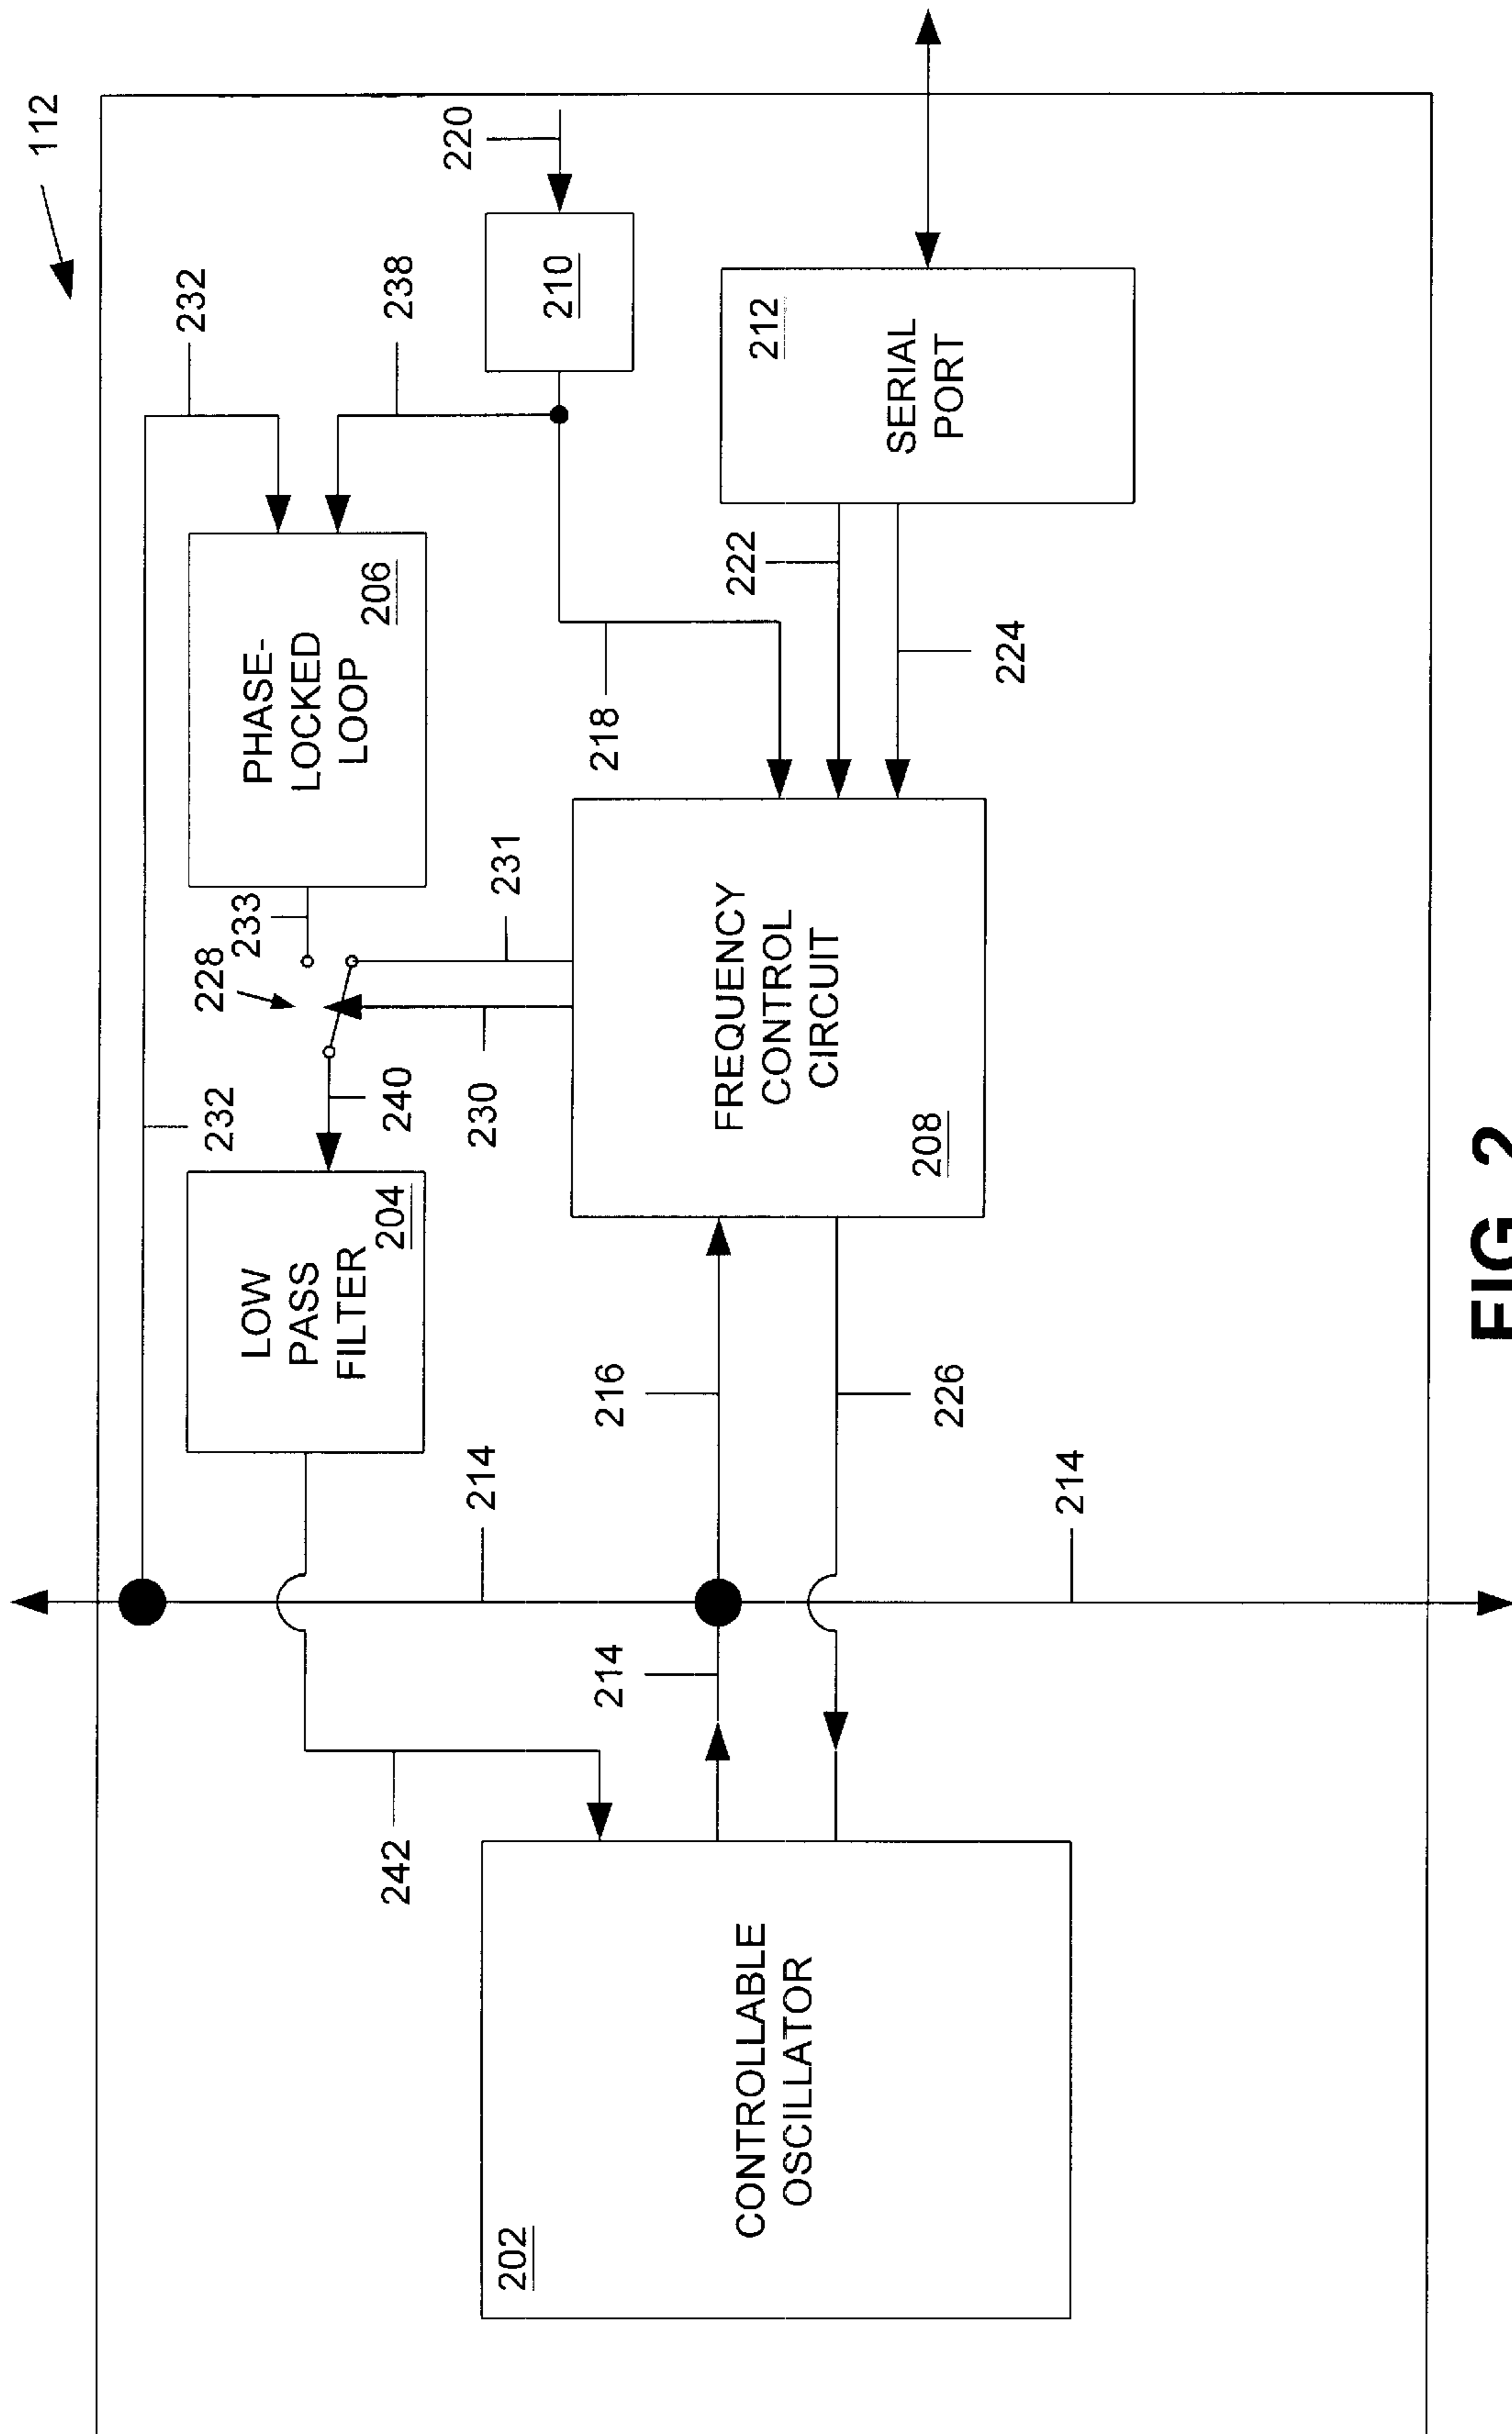 112
232
232
238
220
210
PHASE-
LOCKED
LOOP
206
233
228
231
230
240
LOW
PASS
FILTER
204
218
222
224
212
SERIAL
PORT
FREQUENCY
CONTROL
CIRCUIT
208
216
226
214
214
214
242
202
CONTROLLABLE
OSCILLATOR
FIG. 2